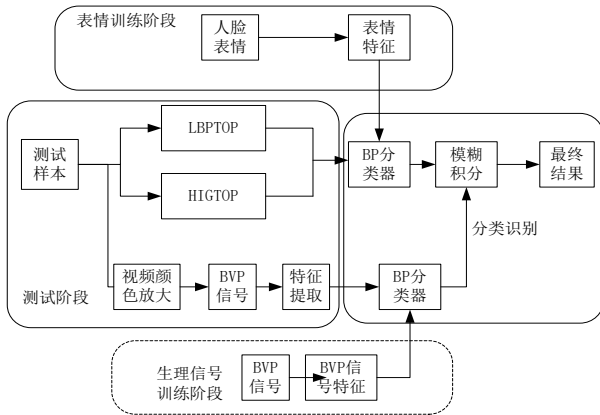 表情训练阶段
人脸
表情
表情
特征
LBPTOP
测试
样本
HIGTOP
BP分
类器
模糊
积分
最终
结果
分类识别
视频颜
色放大
BVP
信号
特征
提取
BP分
类器
测试阶段
生理信号
训练阶段
BVP
信号
BVP信
号特征